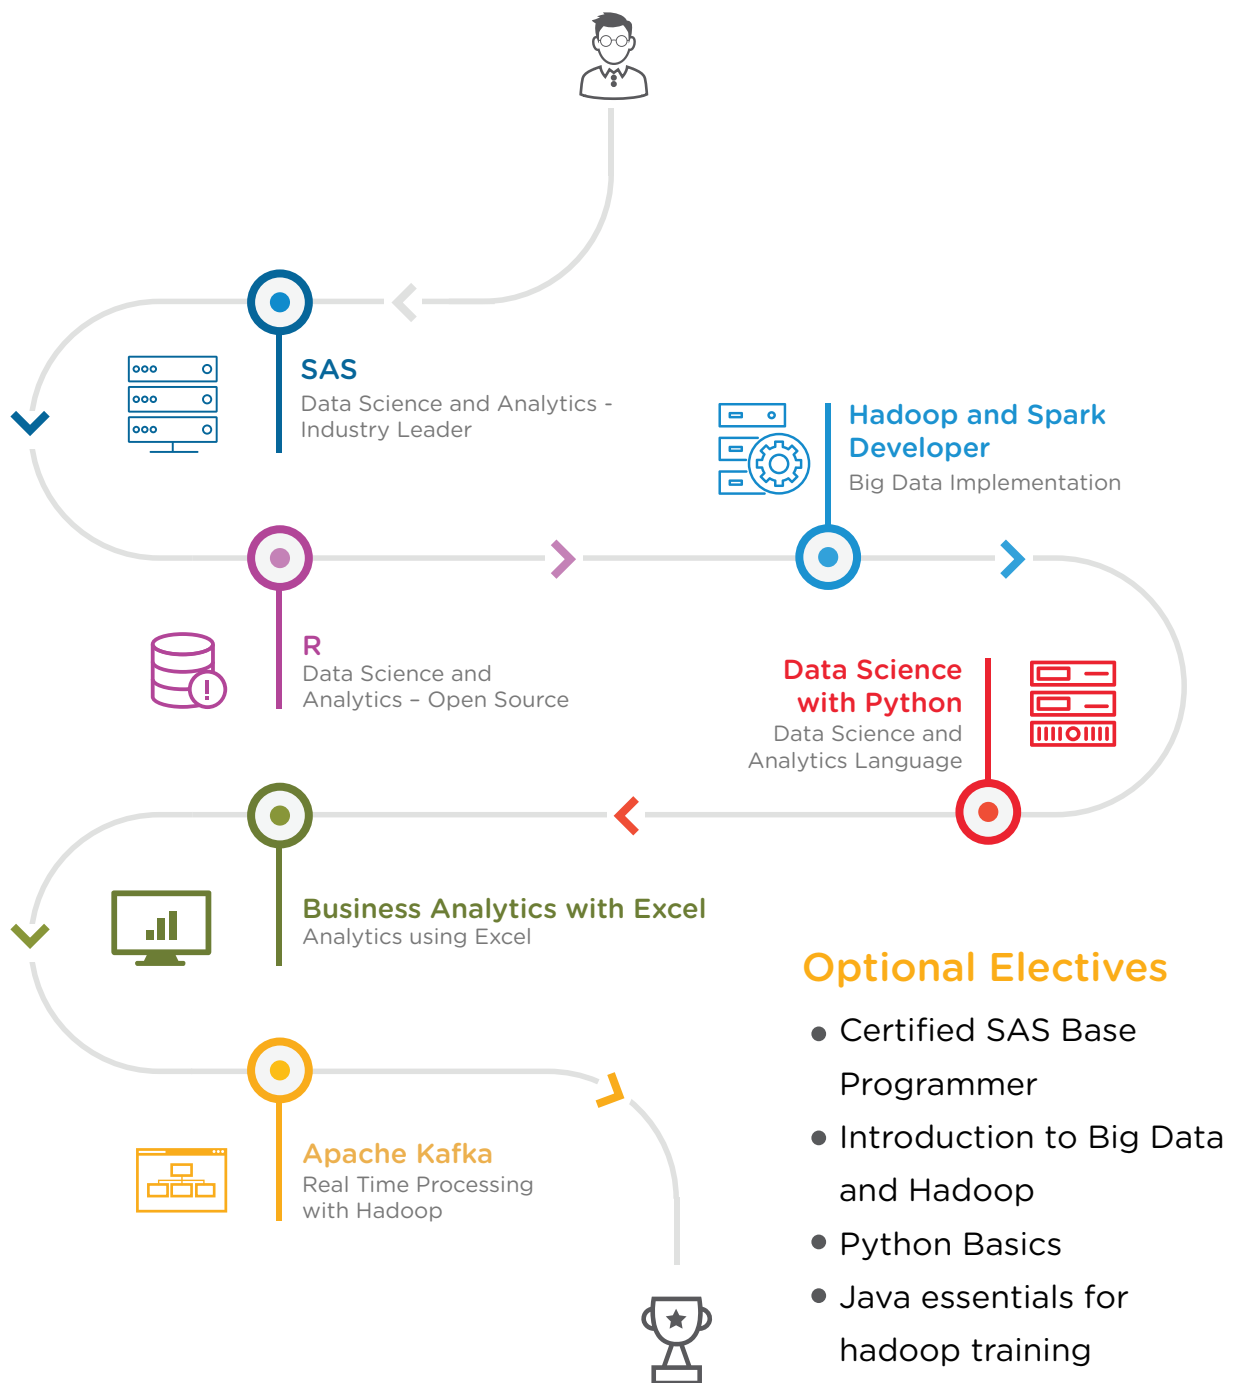 SAS
Data Science and Analytics -
Industry Leader
Hadoop and Spark
Developer
Big Data Implementation
R
Data Science and
Analytics – Open Source
Data Science
with Python
Data Science and
Analytics Language
Business Analytics with Excel
Analytics using Excel
Apache Kafka
Real Time Processing
with Hadoop
Optional Electives
● Certified SAS Base
Programmer
● Introduction to Big Data
and Hadoop
● Python Basics
● Java essentials for
hadoop training